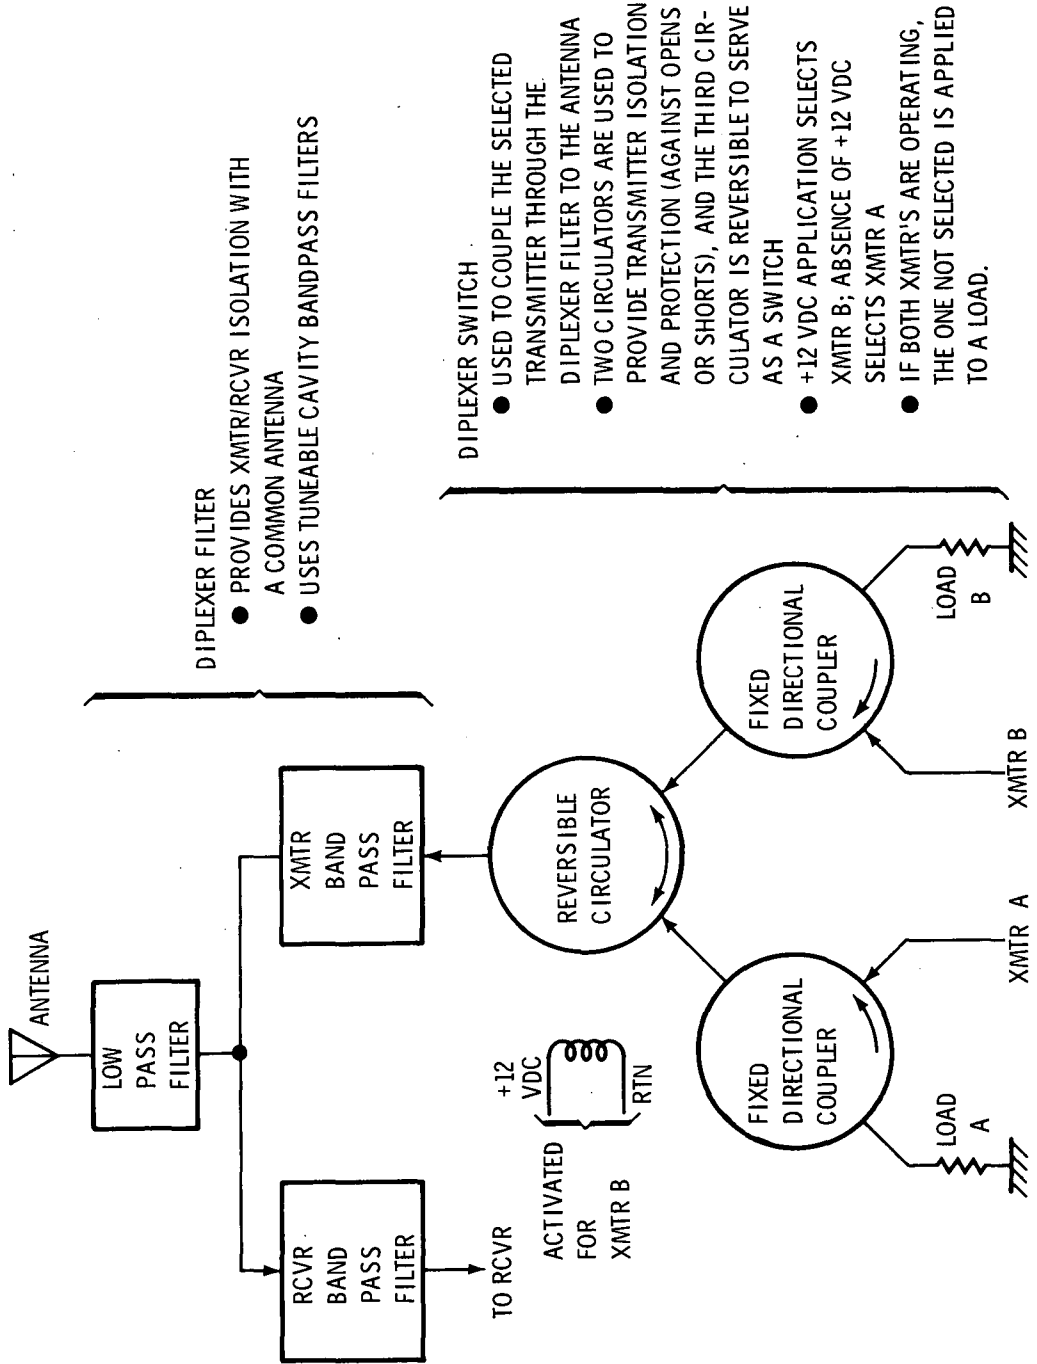 ANTENNA
LOW
PASS
FILTER
RCVR
BAND
PASS
FILTER
TO RCVR
XMTR
BAND
PASS
FILTER
DIPLEXER FILTER
● PROVIDES XMTR/RCVR ISOLATION WITH
A COMMON ANTENNA
● USES TUNEABLE CAVITY BANDPASS FILTERS
ACTIVATED
FOR
XMTR B
+12
VDC
RTN
REVERSIBLE
CIRCULATOR
FIXED
DIRECTIONAL
COUPLER
FIXED
DIRECTIONAL
COUPLER
LOAD
A
XMTR A
XMTR B
LOAD
B
DIPLEXER SWITCH
● USED TO COUPLE THE SELECTED
TRANSMITTER THROUGH THE
DIPLEXER FILTER TO THE ANTENNA
● TWO CIRCULATORS ARE USED TO
PROVIDE TRANSMITTER ISOLATION
AND PROTECTION (AGAINST OPENS
OR SHORTS), AND THE THIRD CIR-
CULATOR IS REVERSIBLE TO SERVE
AS A SWITCH
● +12 VDC APPLICATION SELECTS
XMTR B; ABSENCE OF +12 VDC
SELECTS XMTR A
● IF BOTH XMTR'S ARE OPERATING,
THE ONE NOT SELECTED IS APPLIED
TO A LOAD.